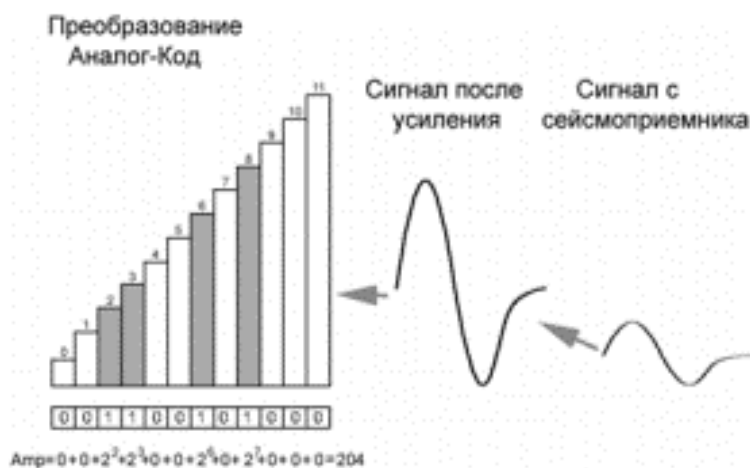 Преобразование
Аналог-Код
Сигнал после
усиления
Сигнал с
сейсмоприемника
11
10
9
8
7
6
5
4
3
2
1
0
0 0 1 1 0 0 1 0 1 0 0 0
Amp=0+0+2²+2³+0+0+2⁶+0+2⁷+0+0+0=204